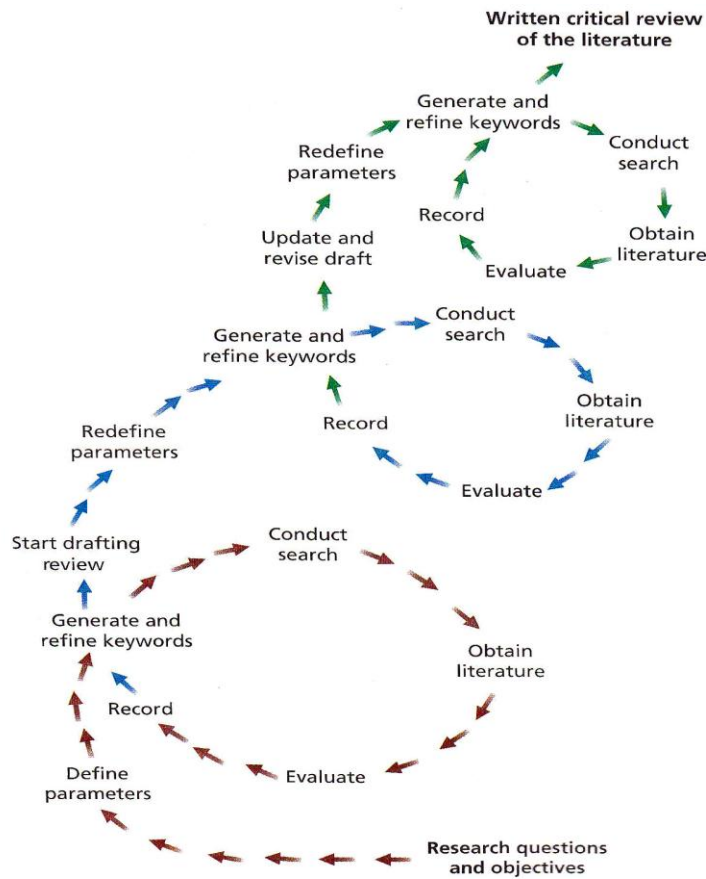 Written critical review
of the literature
Generate and
refine keywords
Conduct
search
Redefine
parameters
Record
Obtain
literature
Update and
revise draft
Evaluate
Conduct
search
Generate and
refine keywords
Obtain
literature
Record
Redefine
parameters
Evaluate
Conduct
search
Start drafting
review
Generate and
refine keywords
Obtain
literature
Record
Define
parameters
Evaluate
Research questions
and objectives